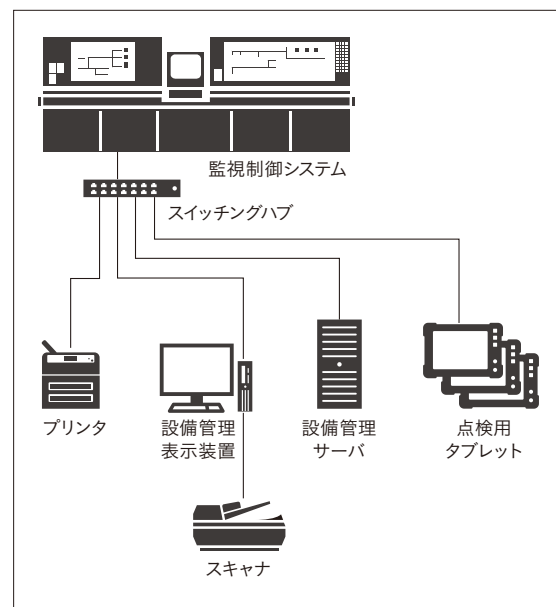 監視制御システム
スイッチングハブ
プリンタ
設備管理
表示装置
設備管理
サーバ
点検用
タブレット
スキャナ